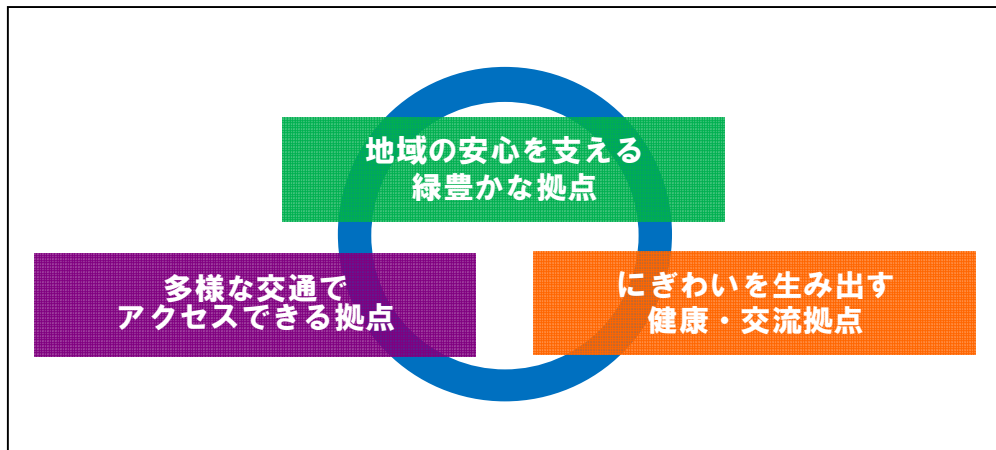 地域の安心を支える
緑豊かな拠点
多様な交通で
アクセスできる拠点
にぎわいを生み出す
健康・交流拠点